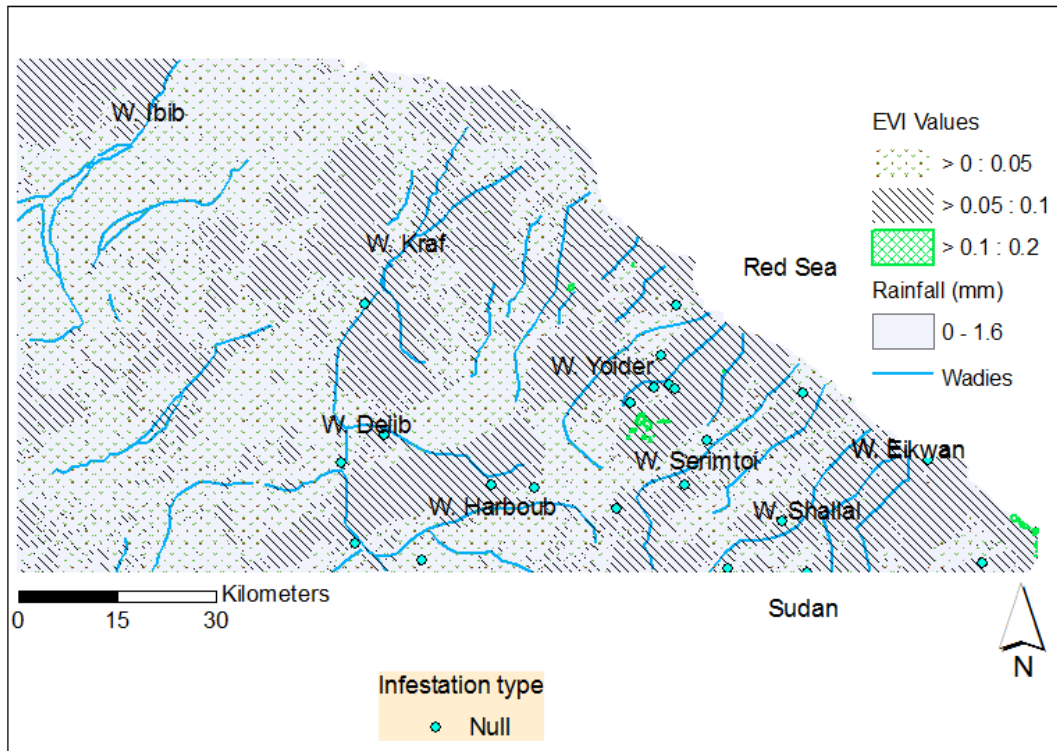 W. Ibib
EVI Values
> 0 : 0.05
> 0.05 : 0.1
> 0.1 : 0.2
W. Kraf
Red Sea
Rainfall (mm)
0 - 1.6
W. Yoider
Wadies
W. Delib
W. Eikwan
W. Serimtoi
W. Harboub
W. Shallal
Kilometers
0 15 30
Sudan
N
Infestation type
Null